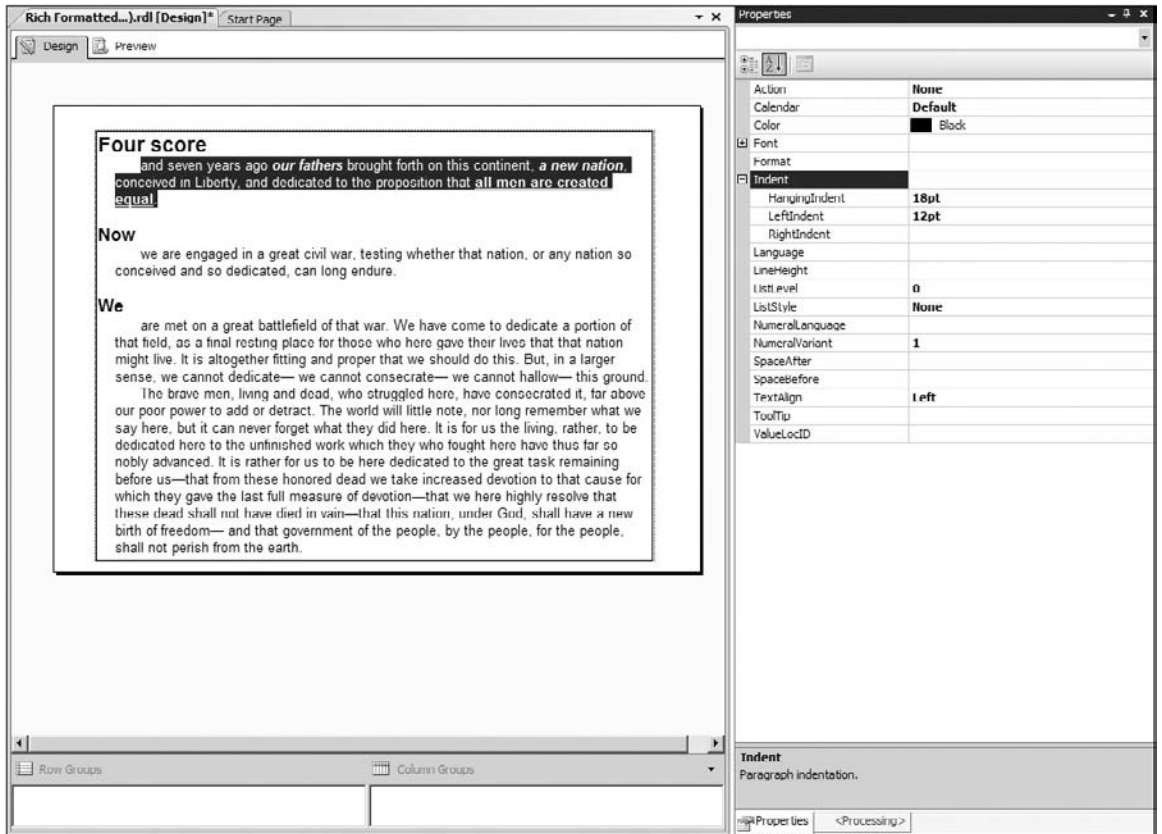 Rich Formatted...).rdl [Design]*
Start Page
Design
Preview
Four score
and seven years ago our fathers brought forth on this continent, a new nation,
conceived in Liberty, and dedicated to the proposition that all men are created
equal.
Now
we are engaged in a great civil war, testing whether that nation, or any nation so
conceived and so dedicated, can long endure.
We
are met on a great battlefield of that war. We have come to dedicate a portion of
that field, as a final resting place for those who here gave their lives that that nation
might live. It is altogether fitting and proper that we should do this. But, in a larger
sense, we cannot dedicate— we cannot consecrate— we cannot hallow— this ground.
The brave men, living and dead, who struggled here, have consecrated it, far above
our poor power to add or detract. The world will little note, nor long remember what we
say here, but it can never forget what they did here. It is for us the living, rather, to be
dedicated here to the unfinished work which they who fought here have thus far so
nobly advanced. It is rather for us to be here dedicated to the great task remaining
before us—that from these honored dead we take increased devotion to that cause for
which they gave the last full measure of devotion—that we here highly resolve that
these dead shall not have died in vain—that this nation, under God, shall have a new
birth of freedom— and that government of the people, by the people, for the people,
shall not perish from the earth.
Row Groups
Column Groups
Properties
Action None
Calendar Default
Color Black
Font
Format
Indent
HangingIndent 18pt
LeftIndent 12pt
RightIndent
Language
LineHeight
ListLevel 0
ListStyle None
NumeralLanguage
NumeralVariant 1
SpaceAfter
SpaceBefore
TextAlign Left
ToolTip
ValueLocID
Indent
Paragraph indentation.
Properties
<Processing>